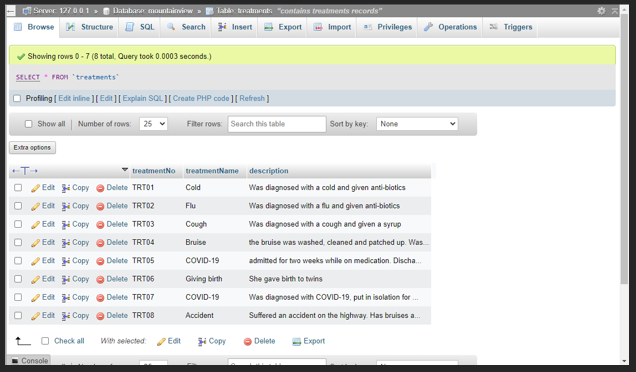 Server: 127.0.0.1 » Database: mountainview » Table: treatments "contains treatments records"
Browse Structure SQL Search Insert Export Import Privileges Operations Triggers
Showing rows 0 - 7 (8 total, Query took 0.0003 seconds.)
SELECT * FROM `treatments`
Profiling [ Edit inline ] [ Edit ] [ Explain SQL ] [ Create PHP code ] [ Refresh ]
Show all Number of rows: 25 Filter rows: Search this table Sort by key: None
Extra options
←T→ treatmentNo treatmentName description
Edit Copy Delete TRT01 Cold Was diagnosed with a cold and given anti-biotics
Edit Copy Delete TRT02 Flu Was diagnosed with a flu and given anti-biotics
Edit Copy Delete TRT03 Cough Was diagnosed with a cough and given a syrup
Edit Copy Delete TRT04 Bruise the bruise was washed, cleaned and patched up. Was...
Edit Copy Delete TRT05 COVID-19 admitted for two weeks while on medication. Discha...
Edit Copy Delete TRT06 Giving birth She gave birth to twins
Edit Copy Delete TRT07 COVID-19 Was diagnosed with COVID-19, put in isolation for ...
Edit Copy Delete TRT08 Accident Suffered an accident on the highway. Has bruises a...
Check all With selected: Edit Copy Delete Export
Console